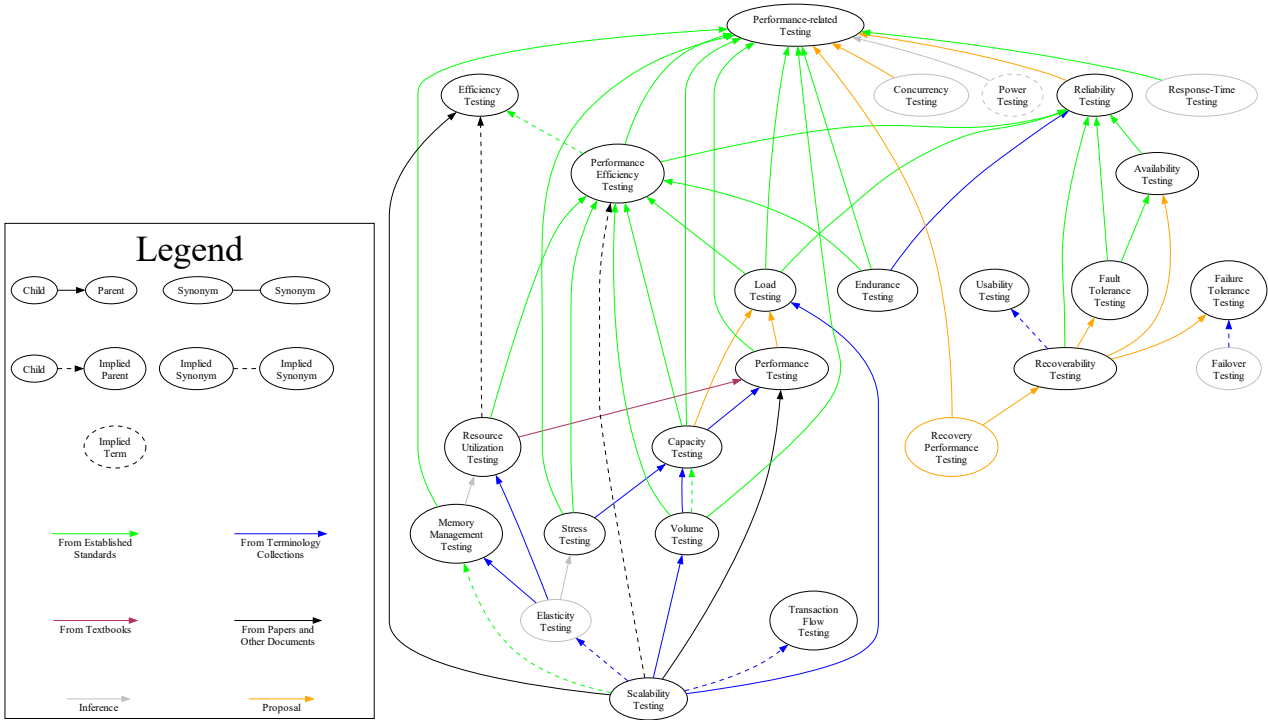 Performance-related
Testing
Efficiency
Testing
Concurrency
Testing
Power
Testing
Reliability
Testing
Response-Time
Testing
Performance
Efficiency
Testing
Availability
Testing
Legend
Child
Parent
Synonym
Synonym
Load
Testing
Endurance
Testing
Usability
Testing
Fault
Tolerance
Testing
Failure
Tolerance
Testing
Child
Implied
Parent
Implied
Synonym
Implied
Synonym
Performance
Testing
Recoverability
Testing
Failover
Testing
Implied
Term
Resource
Utilization
Testing
Capacity
Testing
Recovery
Performance
Testing
From Established
Standards
From Terminology
Collections
Memory
Management
Testing
Stress
Testing
Volume
Testing
From Textbooks
From Papers and
Other Documents
Elasticity
Testing
Transaction
Flow
Testing
Inference
Proposal
Scalability
Testing